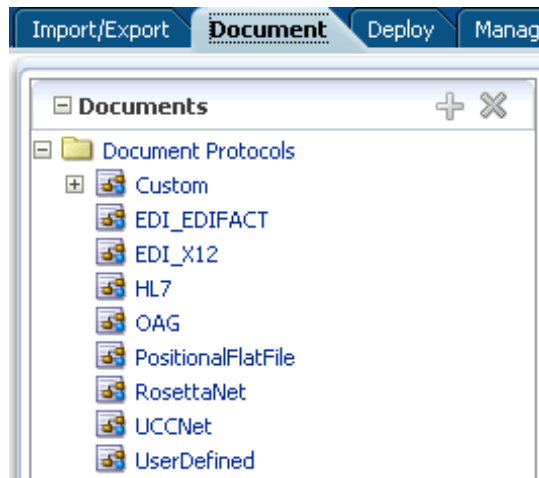 Import/Export Document Deploy Manag
Documents
Document Protocols
Custom
EDI_EDIFACT
EDI_X12
HL7
OAG
PositionalFlatFile
RosettaNet
UCCNet
UserDefined